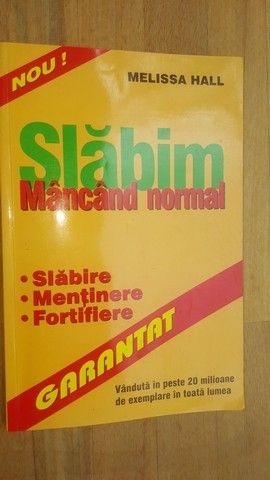 NOU !
MELISSA HALL
Slăbim
Mâncând normal
• Slăbire
• Menținere
• Fortifiere
GARANTAT
Vândută în peste 20 milioane
de exemplare în toată lumea